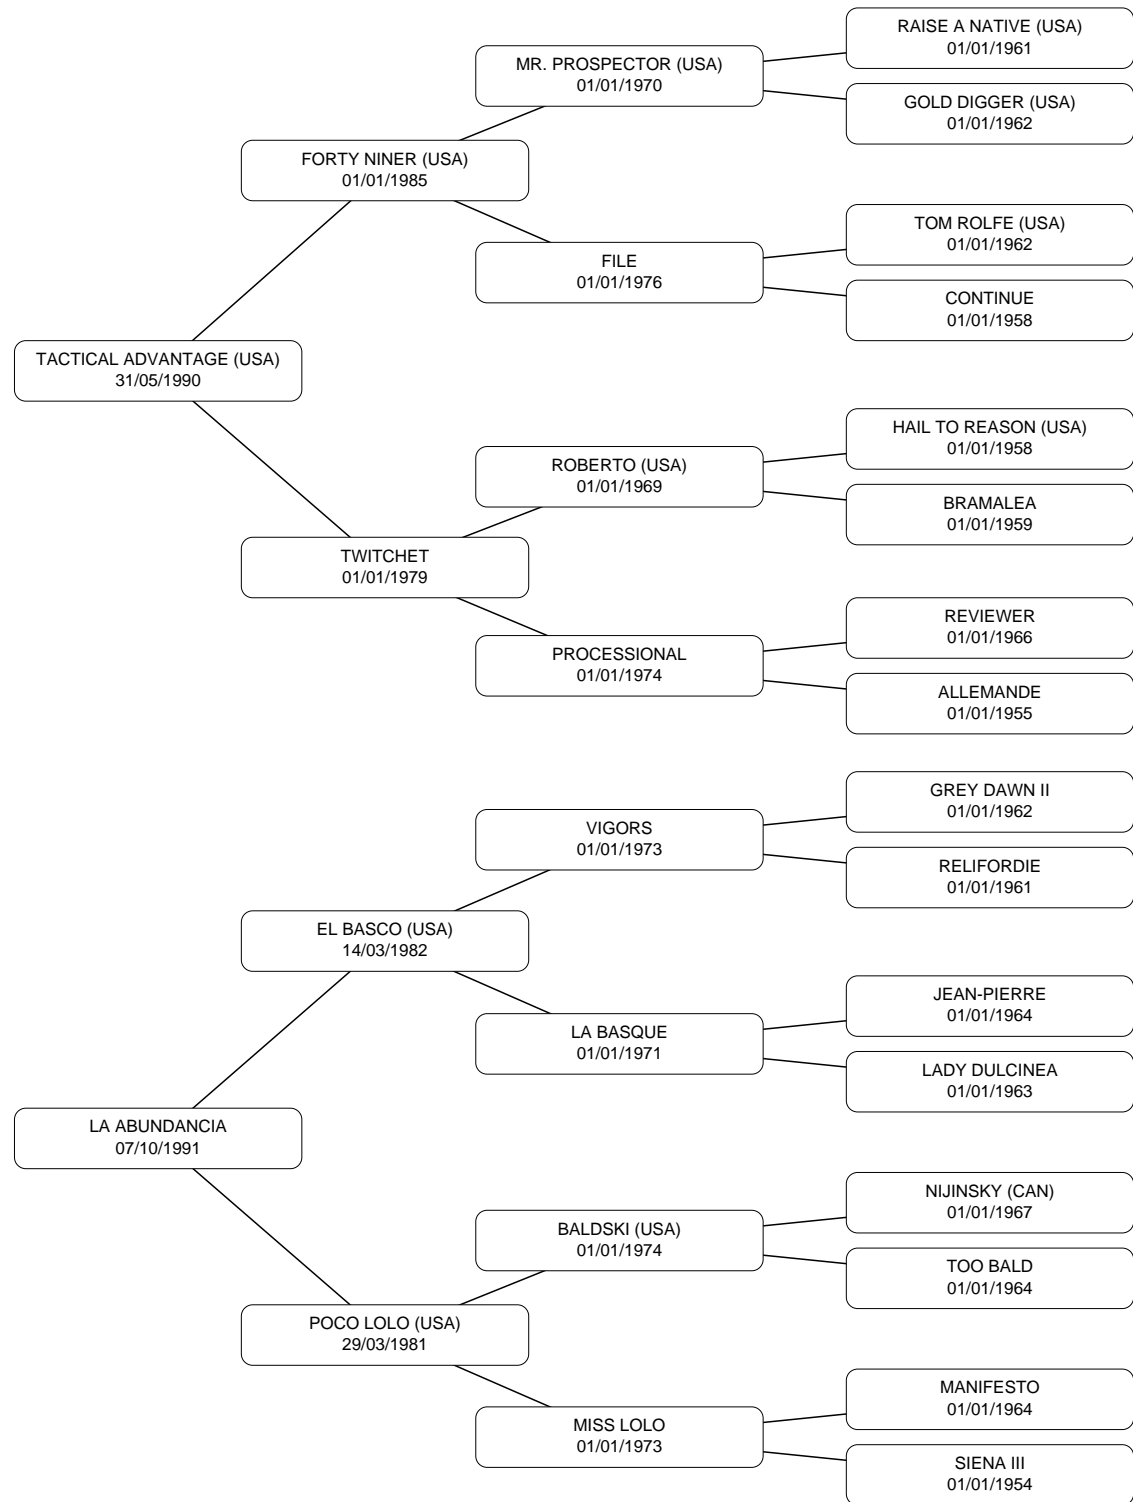 RAISE A NATIVE (USA)
01/01/1961
MR. PROSPECTOR (USA)
01/01/1970
GOLD DIGGER (USA)
01/01/1962
FORTY NINER (USA)
01/01/1985
TOM ROLFE (USA)
01/01/1962
FILE
01/01/1976
CONTINUE
01/01/1958
TACTICAL ADVANTAGE (USA)
31/05/1990
HAIL TO REASON (USA)
01/01/1958
ROBERTO (USA)
01/01/1969
BRAMALEA
01/01/1959
TWITCHET
01/01/1979
REVIEWER
01/01/1966
PROCESSIONAL
01/01/1974
ALLEMANDE
01/01/1955
GREY DAWN II
01/01/1962
VIGORS
01/01/1973
RELIFORDIE
01/01/1961
EL BASCO (USA)
14/03/1982
JEAN-PIERRE
01/01/1964
LA BASQUE
01/01/1971
LADY DULCINEA
01/01/1963
LA ABUNDANCIA
07/10/1991
NIJINSKY (CAN)
01/01/1967
BALDSKI (USA)
01/01/1974
TOO BALD
01/01/1964
POCO LOLO (USA)
29/03/1981
MANIFESTO
01/01/1964
MISS LOLO
01/01/1973
SIENA III
01/01/1954